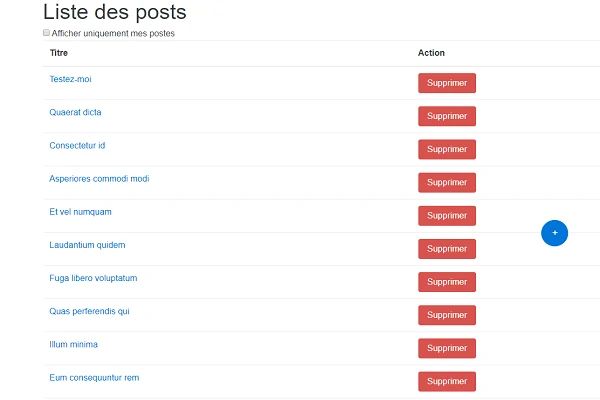 Liste des posts
Afficher uniquement mes postes
Titre Action
Testez-moi Supprimer
Quaerat dicta Supprimer
Consectetur id Supprimer
Asperiores commodi modi Supprimer
Et vel numquam Supprimer
+
Laudantium quidem Supprimer
Fuga libero voluptatum Supprimer
Quas perferendis qui Supprimer
Illum minima Supprimer
Eum consequuntur rem Supprimer